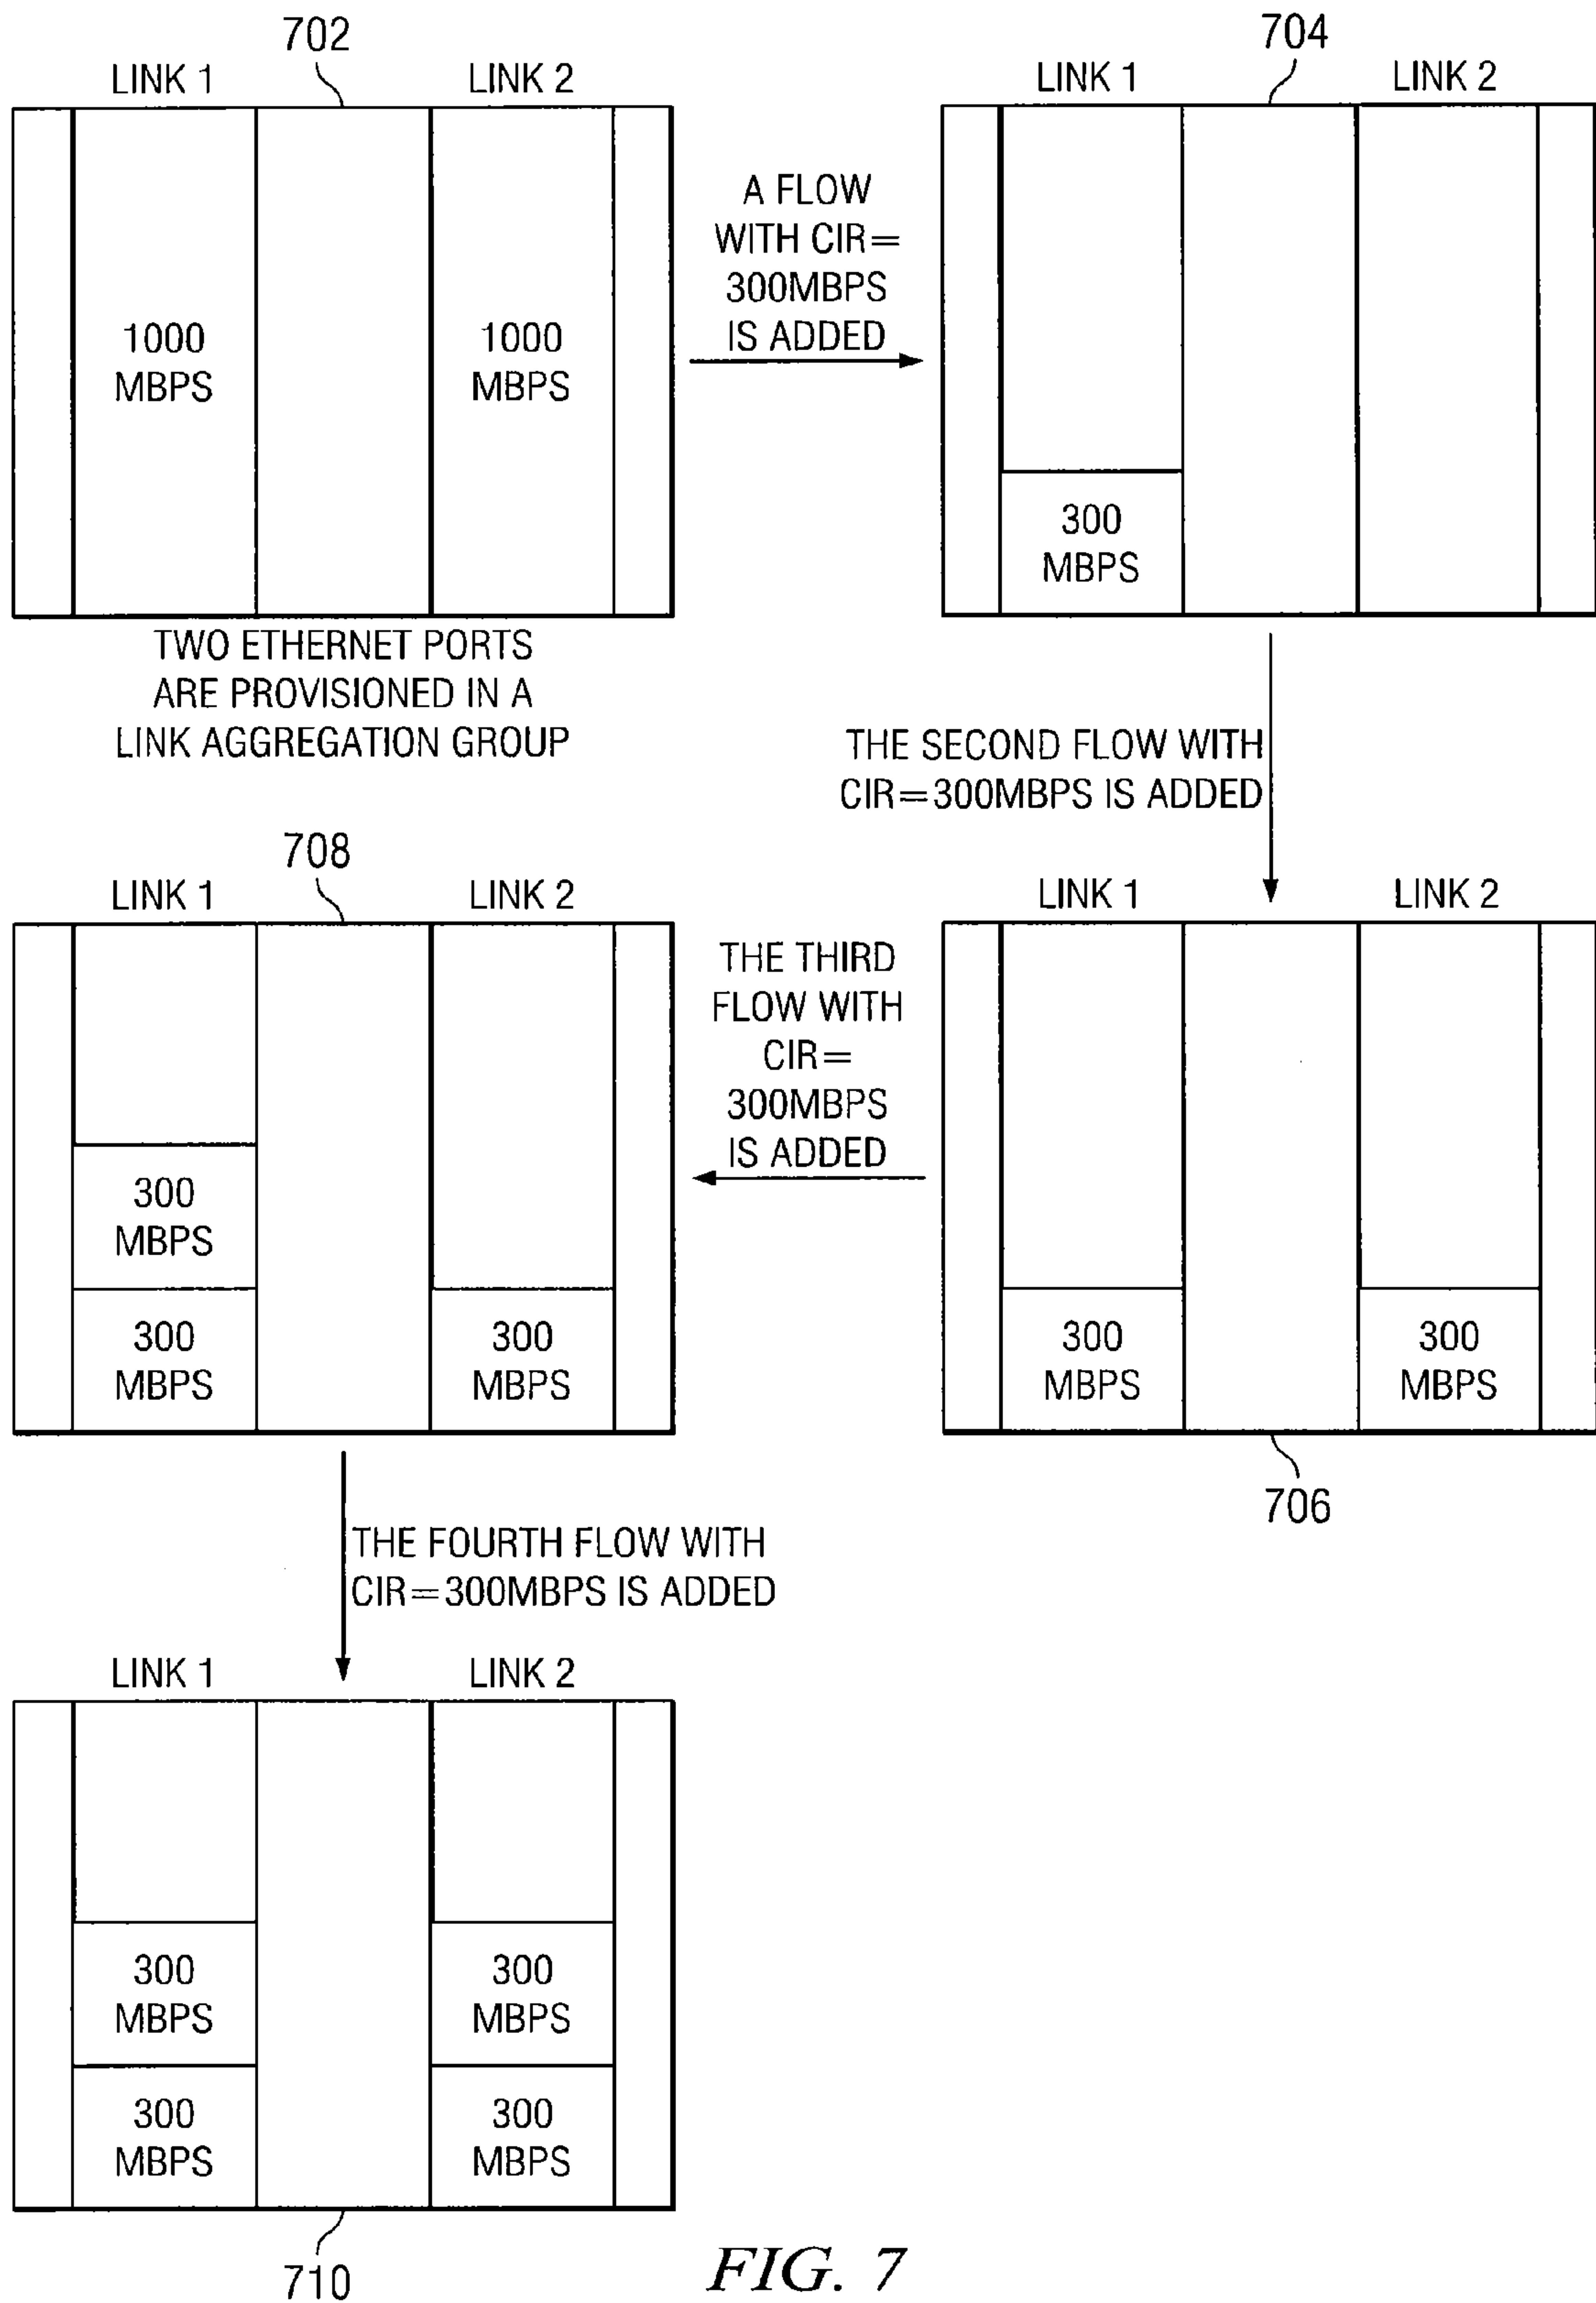 702
LINK 1
LINK 2
1000
MBPS
1000
MBPS
TWO ETHERNET PORTS
ARE PROVISIONED IN A
LINK AGGREGATION GROUP
A FLOW
WITH CIR=
300MBPS
IS ADDED
704
LINK 1
LINK 2
300
MBPS
THE SECOND FLOW WITH
CIR=300MBPS IS ADDED
LINK 1
LINK 2
300
MBPS
300
MBPS
706
THE THIRD
FLOW WITH
CIR=
300MBPS
IS ADDED
708
LINK 1
LINK 2
300
MBPS
300
MBPS
300
MBPS
THE FOURTH FLOW WITH
CIR=300MBPS IS ADDED
LINK 1
LINK 2
300
MBPS
300
MBPS
300
MBPS
300
MBPS
710
FIG. 7